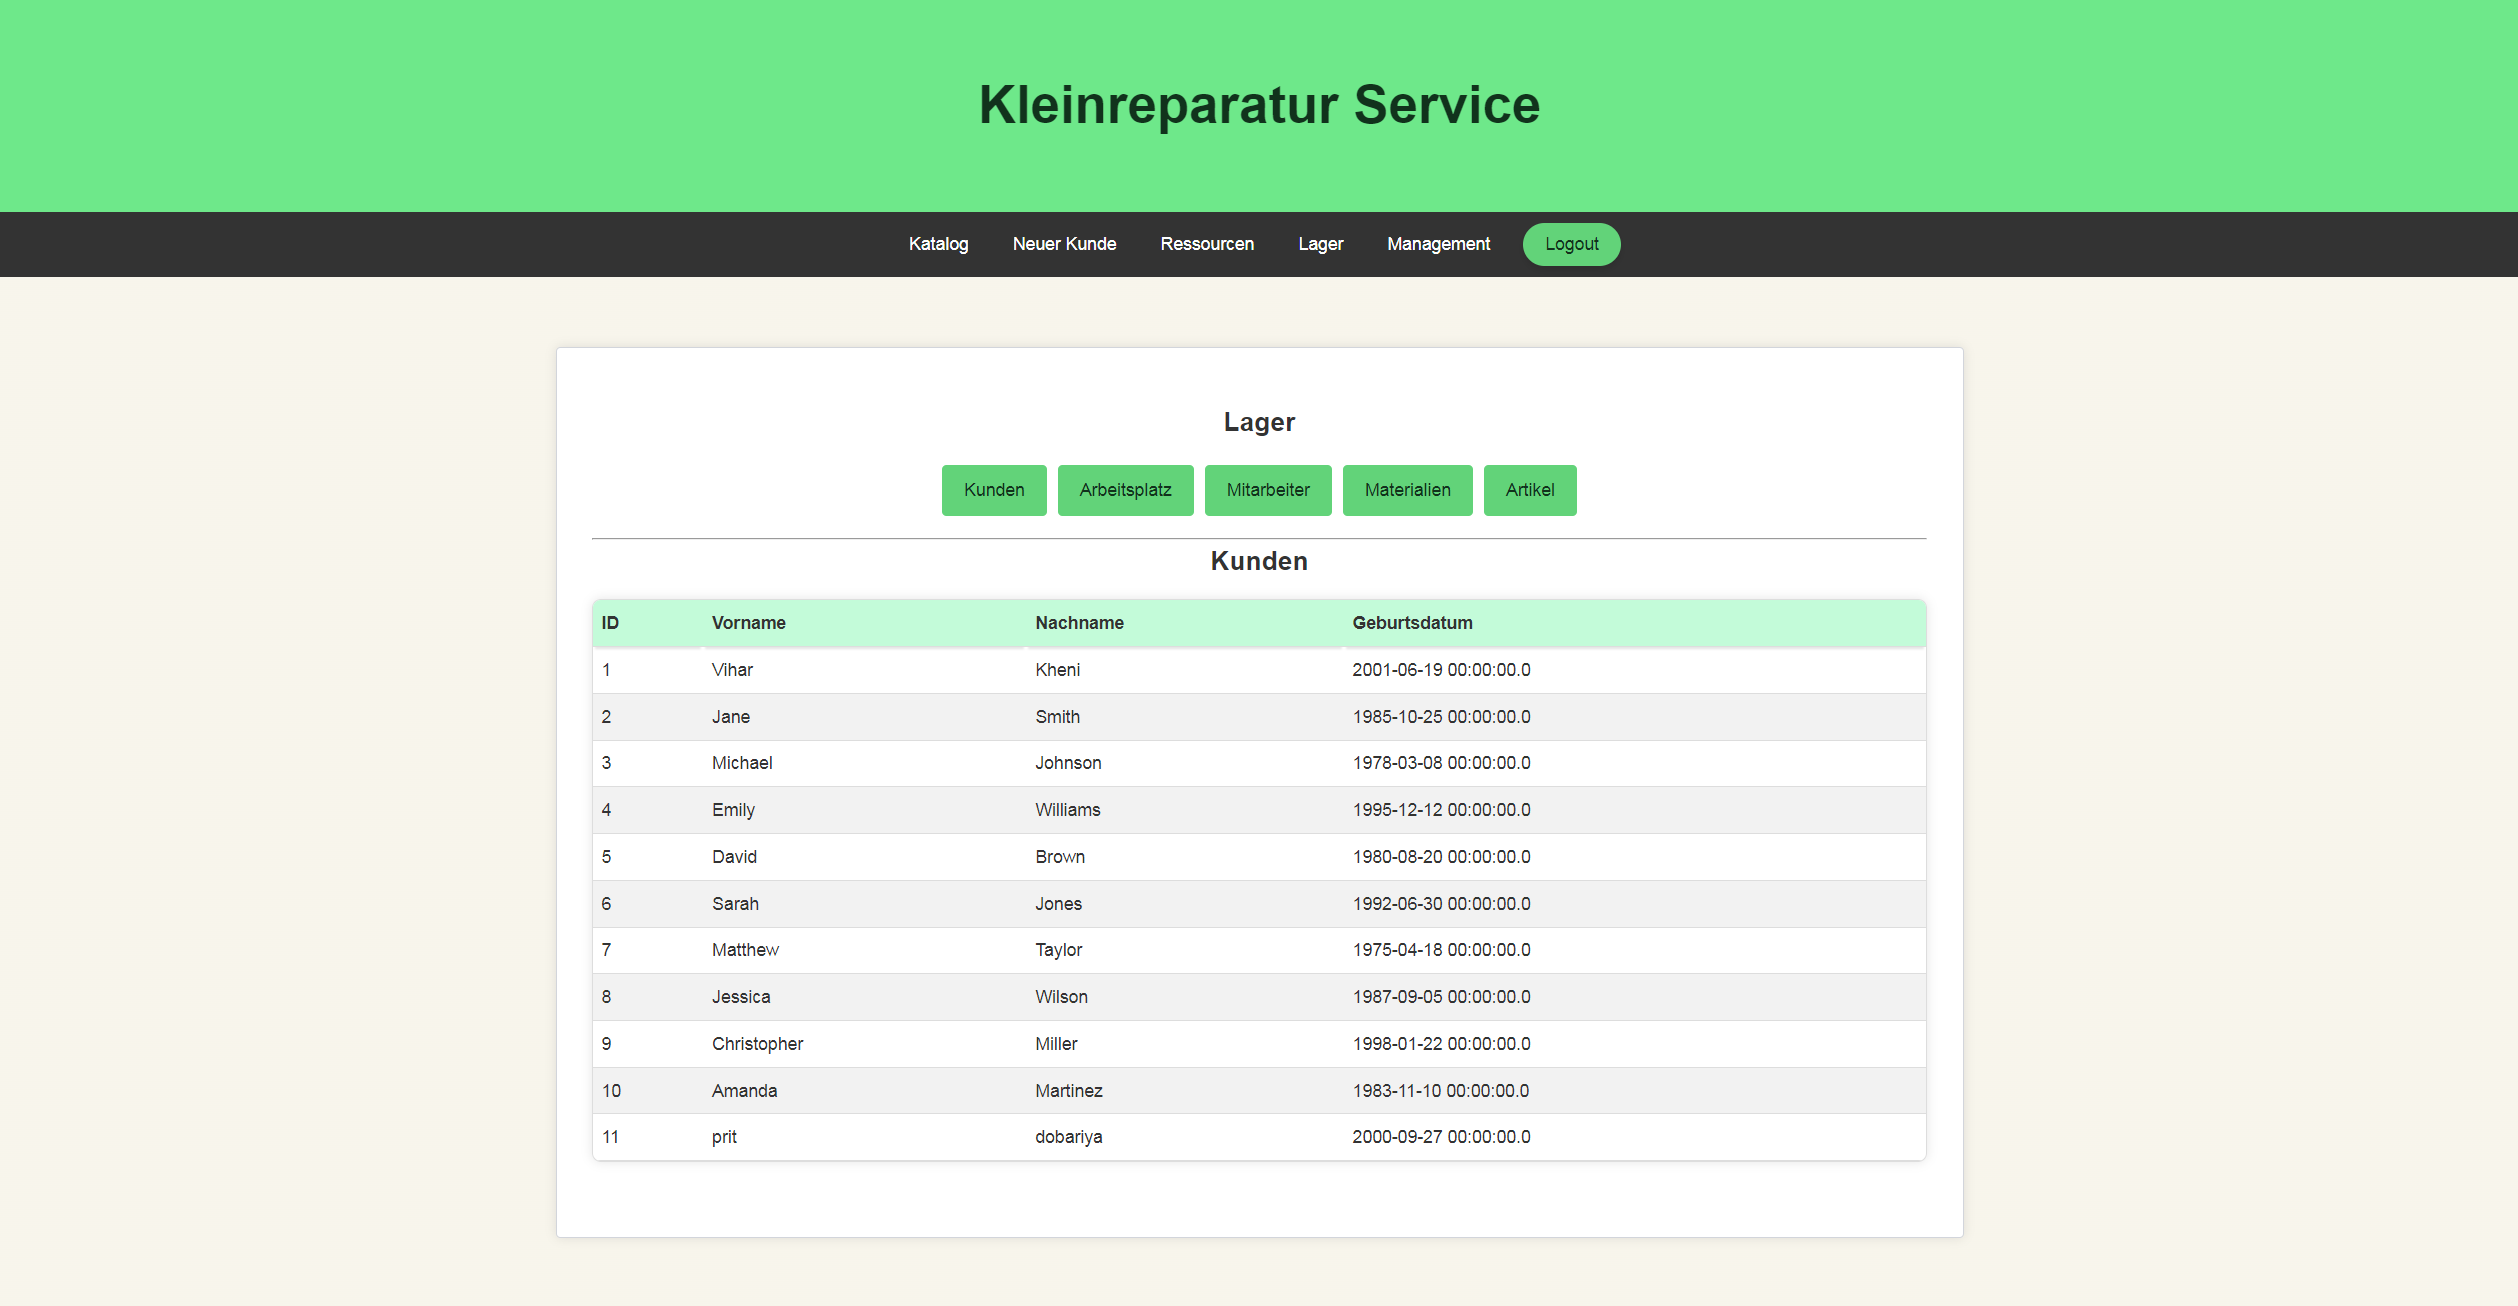 Kleinreparatur Service
Katalog Neuer Kunde Ressourcen Lager Management Logout
Lager
Kunden Arbeitsplatz Mitarbeiter Materialien Artikel
Kunden
ID Vorname Nachname Geburtsdatum
1 Vihar Kheni 2001-06-19 00:00:00.0
2 Jane Smith 1985-10-25 00:00:00.0
3 Michael Johnson 1978-03-08 00:00:00.0
4 Emily Williams 1995-12-12 00:00:00.0
5 David Brown 1980-08-20 00:00:00.0
6 Sarah Jones 1992-06-30 00:00:00.0
7 Matthew Taylor 1975-04-18 00:00:00.0
8 Jessica Wilson 1987-09-05 00:00:00.0
9 Christopher Miller 1998-01-22 00:00:00.0
10 Amanda Martinez 1983-11-10 00:00:00.0
11 prit dobariya 2000-09-27 00:00:00.0